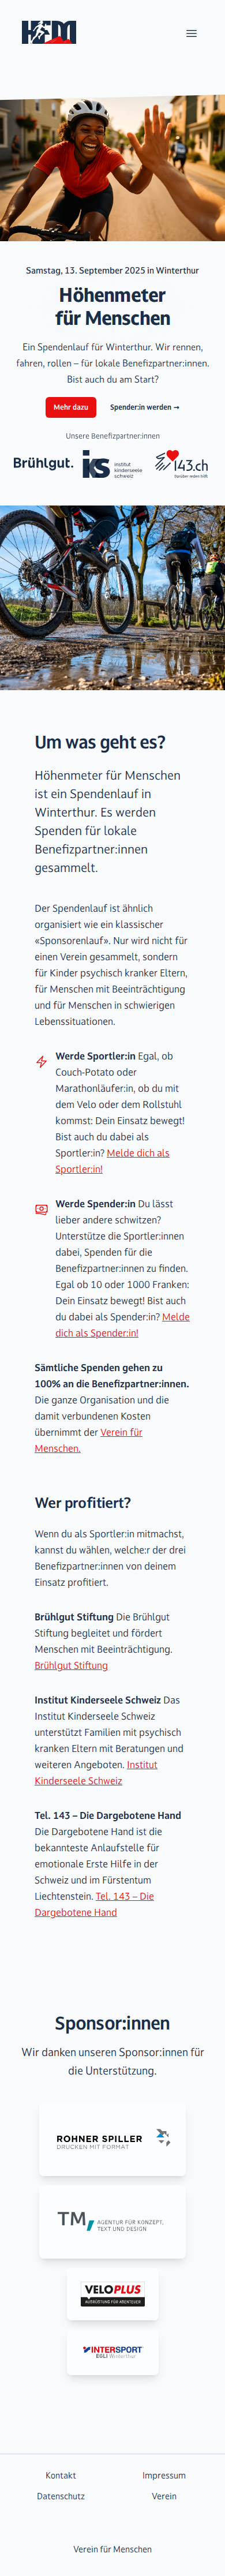 HFM
Samstag, 13. September 2025 in Winterthur
Höhenmeter
für Menschen
Ein Spendenlauf für Winterthur. Wir rennen,
fahren, rollen – für lokale Benefizpartner:innen.
Bist auch du am Start?
Mehr dazu
Spender:in werden →
Unsere Benefizpartner:innen
Brühlgut.
iks institut
kinderseele
schweiz
143.ch
Um was geht es?
Höhenmeter für Menschen
ist ein Spendenlauf in
Winterthur. Es werden
Spenden für lokale
Benefizpartner:innen
gesammelt.
Der Spendenlauf ist ähnlich
organisiert wie ein klassischer
«Sponsorenlauf». Nur wird nicht für
einen Verein gesammelt, sondern
für Kinder psychisch kranker Eltern,
für Menschen mit Beeinträchtigung
und für Menschen in schwierigen
Lebenssituationen.
Werde Sportler:in Egal, ob
Couch-Potato oder
Marathonläufer:in, ob du mit
dem Velo oder dem Rollstuhl
kommst: Dein Einsatz bewegt!
Bist auch du dabei als
Sportler:in? Melde dich als
Sportler:in!
Werde Spender:in Du lässt
lieber andere schwitzen?
Unterstütze die Sportler:innen
dabei, Spenden für die
Benefizpartner:innen zu finden.
Egal ob 10 oder 1000 Franken:
Dein Einsatz bewegt! Bist auch
du dabei als Spender:in? Melde
dich als Spender:in!
Sämtliche Spenden gehen zu
100% an die Benefizpartner:innen.
Die ganze Organisation und die
damit verbundenen Kosten
übernimmt der Verein für
Menschen.
Wer profitiert?
Wenn du als Sportler:in mitmachst,
kannst du wählen, welche:r der drei
Benefizpartner:innen von deinem
Einsatz profitiert.
Brühlgut Stiftung Die Brühlgut
Stiftung begleitet und fördert
Menschen mit Beeinträchtigung.
Brühlgut Stiftung
Institut Kinderseele Schweiz Das
Institut Kinderseele Schweiz
unterstützt Familien mit psychisch
kranken Eltern mit Beratungen und
weiteren Angeboten. Institut
Kinderseele Schweiz
Tel. 143 – Die Dargebotene Hand
Die Dargebotene Hand ist die
bekannteste Anlaufstelle für
emotionale Erste Hilfe in der
Schweiz und im Fürstentum
Liechtenstein. Tel. 143 – Die
Dargebotene Hand
Sponsor:innen
Wir danken unseren Sponsor:innen für
die Unterstützung.
ROHNER SPILLER
DRUCKEN MIT FORMAT
TM AGENTUR FÜR KONZEPT,
TEXT UND DESIGN
VELOPLUS
AUSRÜSTUNG FÜR ABENTEUER
INTERSPORT
EGLI Winterthur
Kontakt
Impressum
Datenschutz
Verein
Verein für Menschen